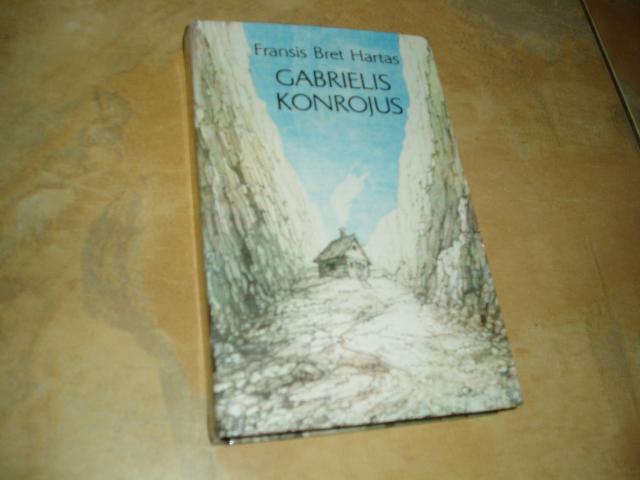 Fransis Bret Hartas
GABRIELIS
KONROJUS